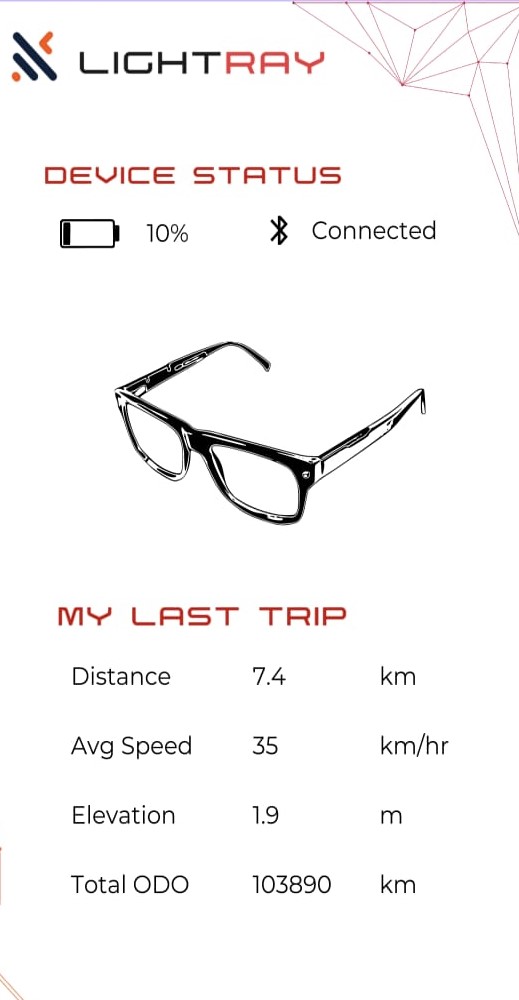 LIGHTRAY
DEVICE STATUS
10% Connected
MY LAST TRIP
Distance 7.4 km
Avg Speed 35 km/hr
Elevation 1.9 m
Total ODO 103890 km